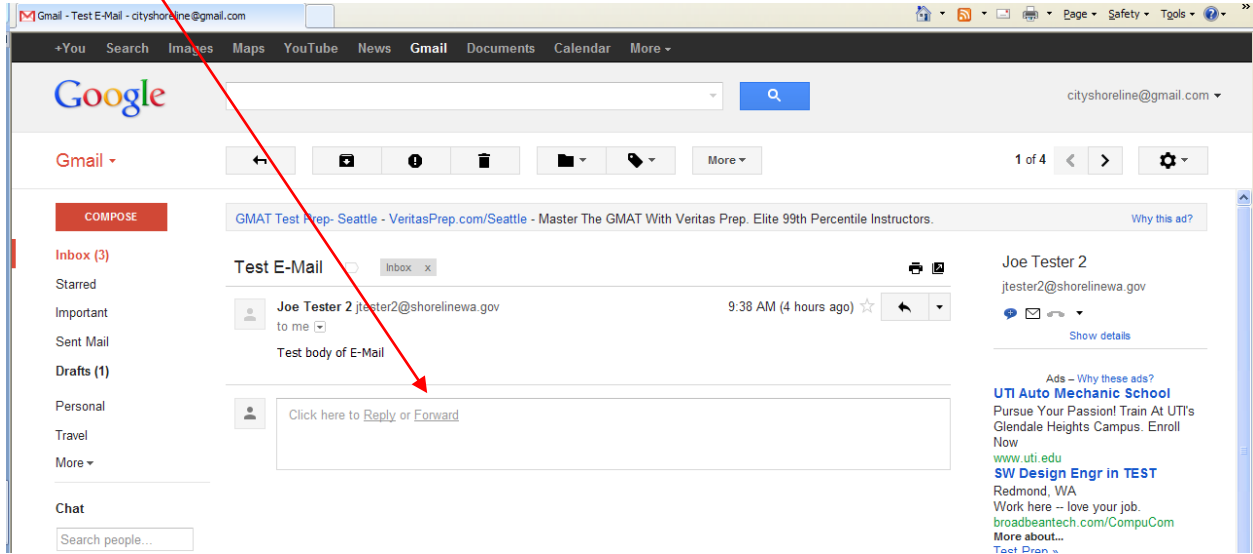 Gmail - Test E-Mail - cityshoreline@gmail.com
Page Safety Tools »
+You Search Images Maps YouTube News Gmail Documents Calendar More
Google
cityshoreline@gmail.com
Gmail
More
1 of 4
COMPOSE
GMAT Test Prep- Seattle - VeritasPrep.com/Seattle - Master The GMAT With Veritas Prep. Elite 99th Percentile Instructors.
Why this ad?
Inbox (3)
Starred
Important
Sent Mail
Drafts (1)
Personal
Travel
More
Chat
Search people...
Test E-Mail Inbox x
Joe Tester 2 jtester2@shorelinewa.gov
9:38 AM (4 hours ago)
to me
Test body of E-Mail
Click here to Reply or Forward
Joe Tester 2
jtester2@shorelinewa.gov
Show details
Ads – Why these ads?
UTI Auto Mechanic School
Pursue Your Passion! Train At UTI's
Glendale Heights Campus. Enroll
Now
www.uti.edu
SW Design Engr in TEST
Redmond, WA
Work here -- love your job.
broadbeantech.com/CompuCom
More about...
Test Prep »